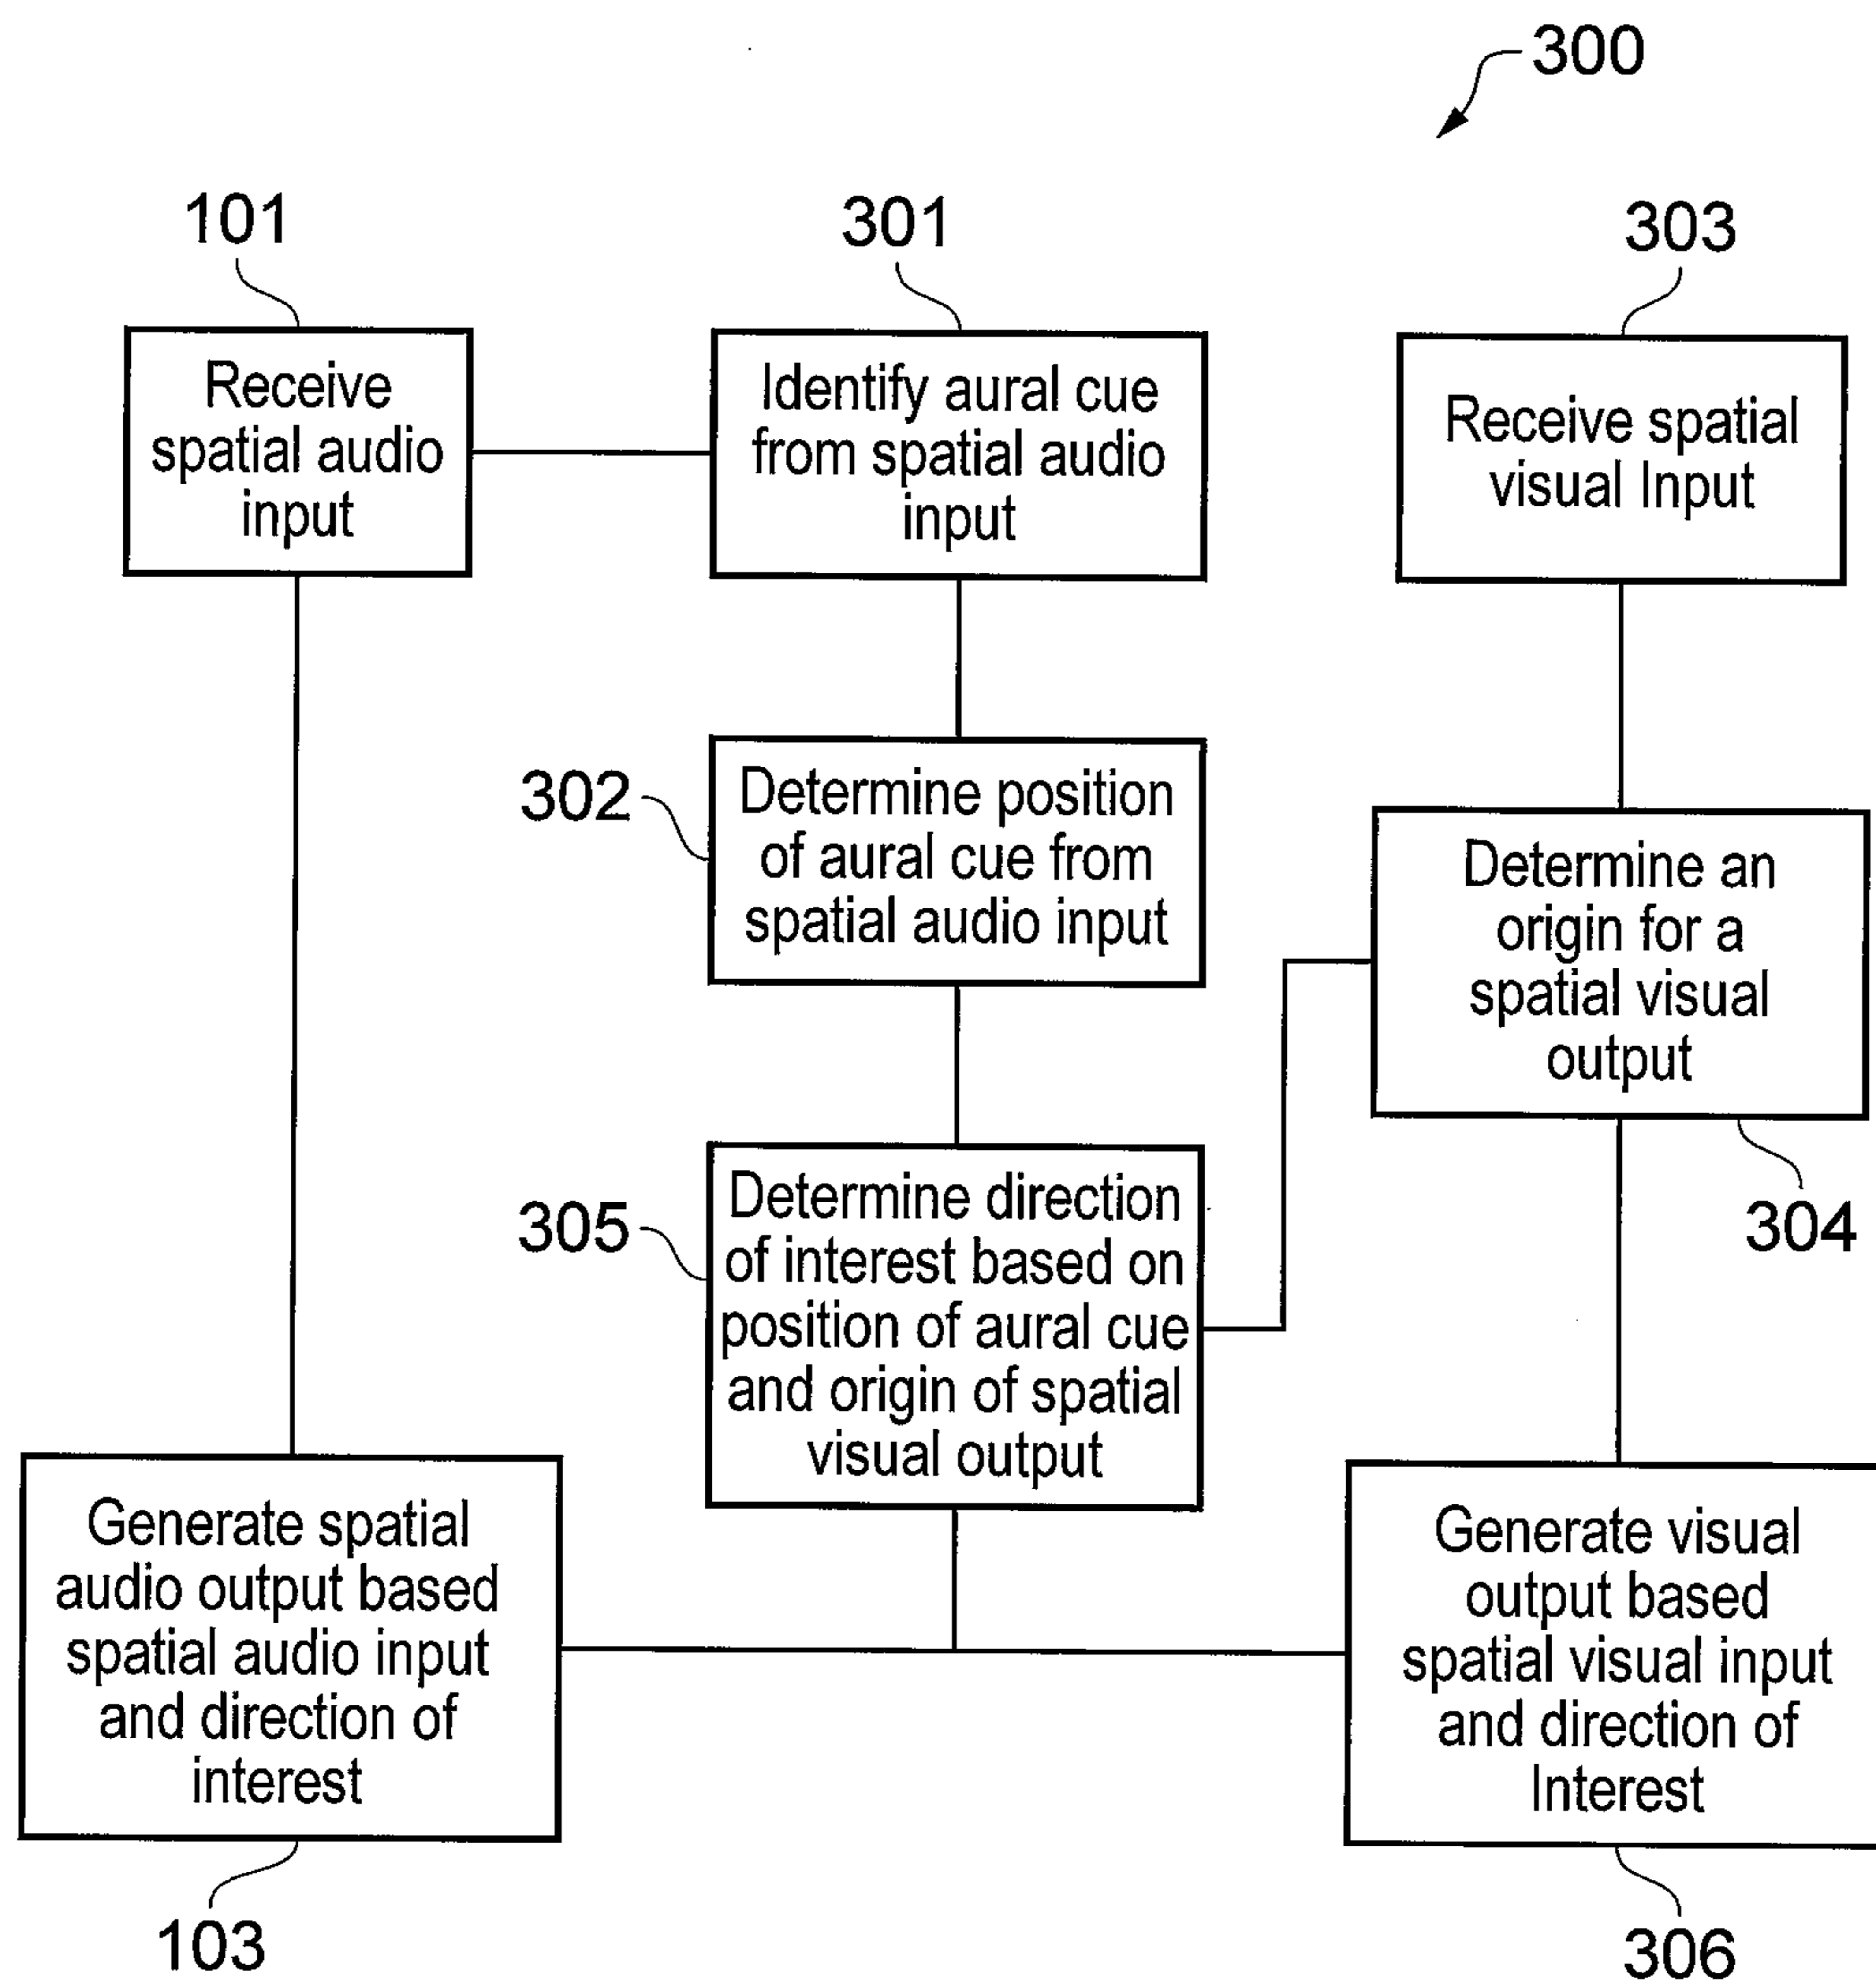 300
101
301
303
Receive
spatial audio
input
Identify aural cue
from spatial audio
input
Receive spatial
visual Input
302
Determine position
of aural cue from
spatial audio input
Determine an
origin for a
spatial visual
output
304
305
Determine direction
of interest based on
position of aural cue
and origin of spatial
visual output
Generate spatial
audio output based
spatial audio input
and direction of
interest
103
Generate visual
output based
spatial visual input
and direction of
Interest
306